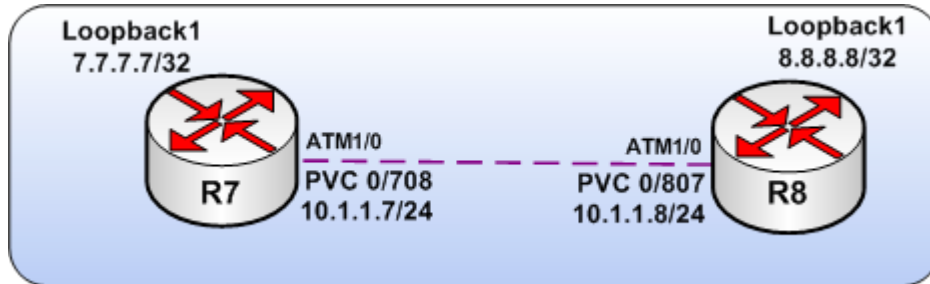 Loopback1
7.7.7.7/32
Loopback1
8.8.8.8/32
ATM1/0
ATM1/0
R7
PVC 0/708
10.1.1.7/24
PVC 0/807
10.1.1.8/24
R8